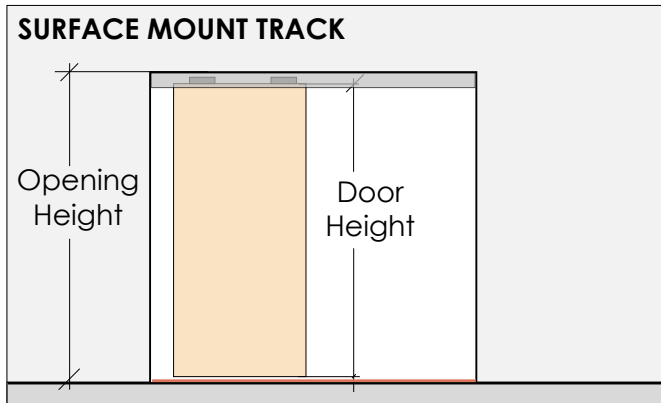 SURFACE MOUNT TRACK
Opening
Height
Door
Height